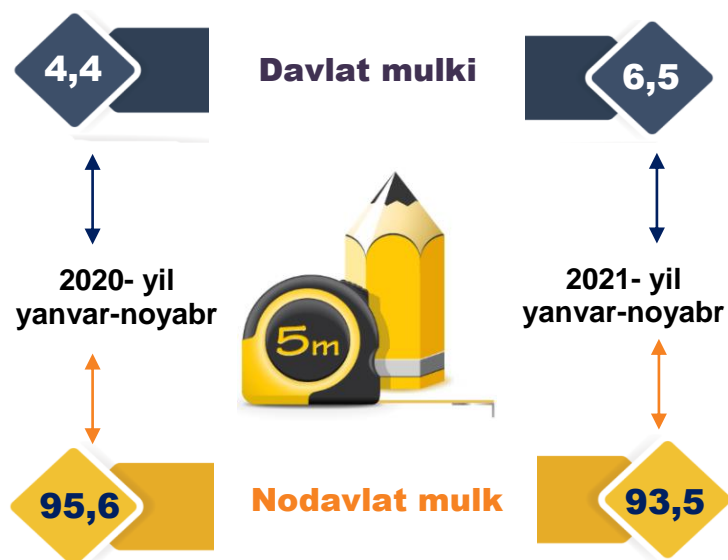 4,4
Davlat mulki
6,5
2020- yil
yanvar-noyabr
2021- yil
yanvar-noyabr
5m
95,6
Nodavlat mulk
93,5